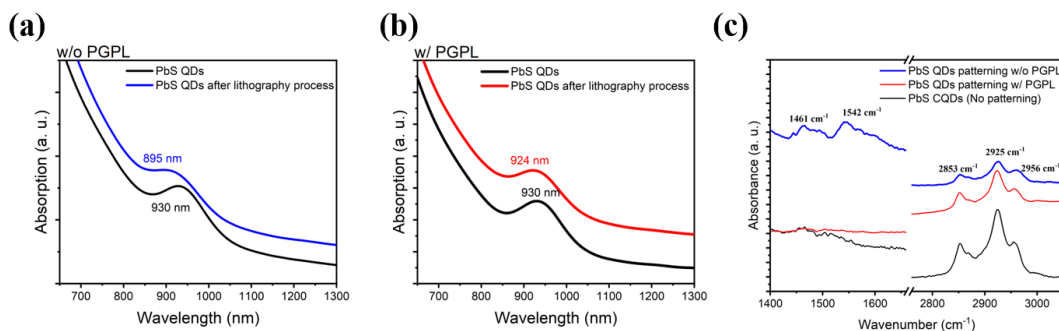 (a)
w/o PGPL
PbS QDs
PbS QDs after lithography process
895 nm
930 nm
Absorption (a. u.)
700 800 900 1000 1100 1200 1300
Wavelength (nm)
(b)
w/ PGPL
PbS QDs
PbS QDs after lithography process
924 nm
930 nm
Absorption (a. u.)
700 800 900 1000 1100 1200 1300
Wavelength (nm)
(c)
PbS QDs patterning w/o PGPL
PbS QDs patterning w/ PGPL
PbS CQDs (No patterning)
1461 cm⁻¹
1542 cm⁻¹
2925 cm⁻¹
2853 cm⁻¹
2956 cm⁻¹
Absorbance (a. u.)
1400 1500 1600 2800 2900 3000
Wavenumber (cm⁻¹)